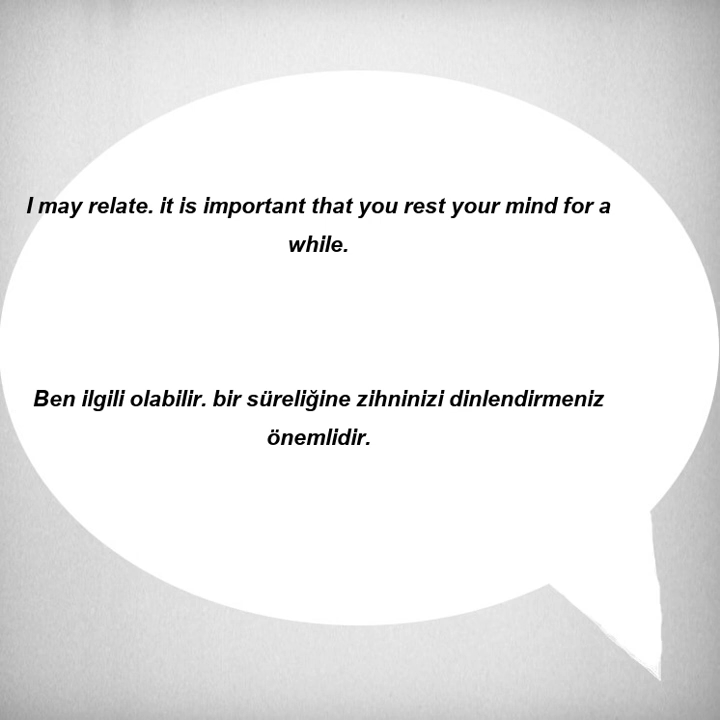 I may relate. it is important that you rest your mind for a
while.
Ben ilgili olabilir. bir süreliğine zihninizi dinlendirmeniz
önemlidir.